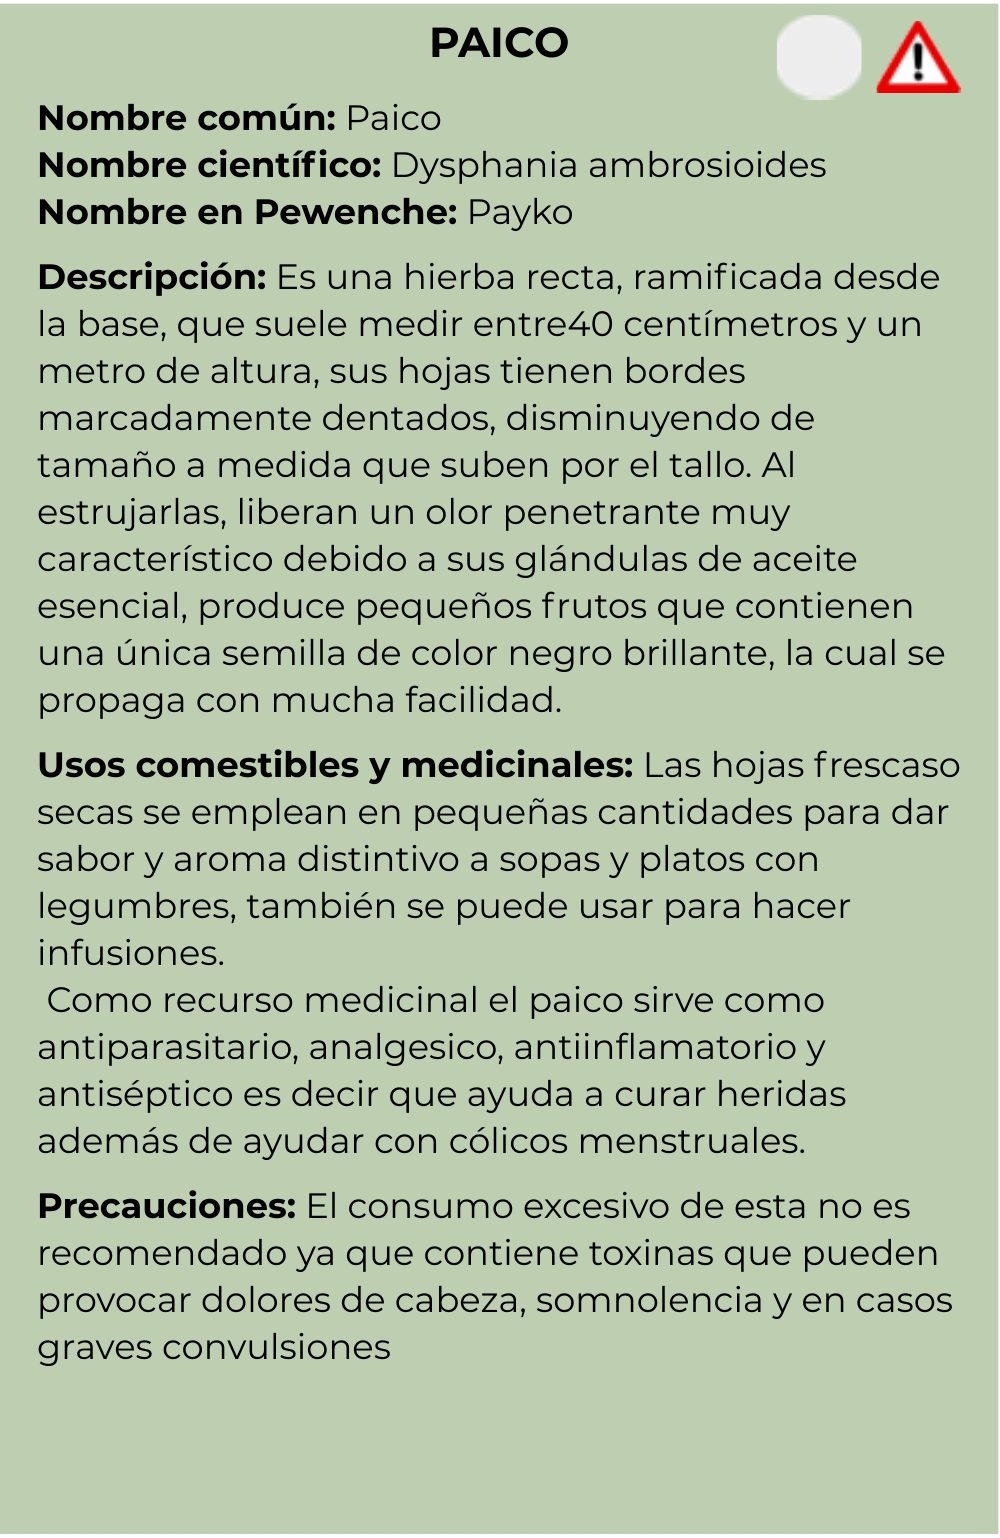 PAICO
Nombre común: Paico
Nombre científico: Dysphania ambrosioides
Nombre en Pewenche: Payko
Descripción: Es una hierba recta, ramificada desde
la base, que suele medir entre40 centímetros y un
metro de altura, sus hojas tienen bordes
marcadamente dentados, disminuyendo de
tamaño a medida que suben por el tallo. Al
estrujarlas, liberan un olor penetrante muy
característico debido a sus glándulas de aceite
esencial, produce pequeños frutos que contienen
una única semilla de color negro brillante, la cual se
propaga con mucha facilidad.
Usos comestibles y medicinales: Las hojas frescaso
secas se emplean en pequeñas cantidades para dar
sabor y aroma distintivo a sopas y platos con
legumbres, también se puede usar para hacer
infusiones.
Como recurso medicinal el paico sirve como
antiparasitario, analgesico, antiinflamatorio y
antiséptico es decir que ayuda a curar heridas
además de ayudar con cólicos menstruales.
Precauciones: El consumo excesivo de esta no es
recomendado ya que contiene toxinas que pueden
provocar dolores de cabeza, somnolencia y en casos
graves convulsiones